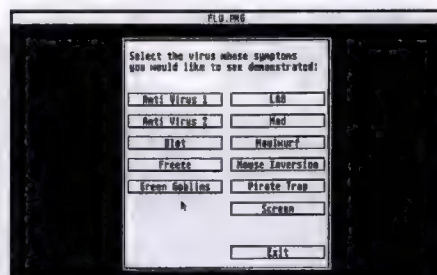 FLU.PRG
Select the virus whose symptoms
you would like to see demonstrated:
Anti Virus 1
LAB
Anti Virus 2
Mad
Blot
Maulwurf
Freeze
Mouse Inversion
Green Goblins
Pirate Trap
Screen
Exit